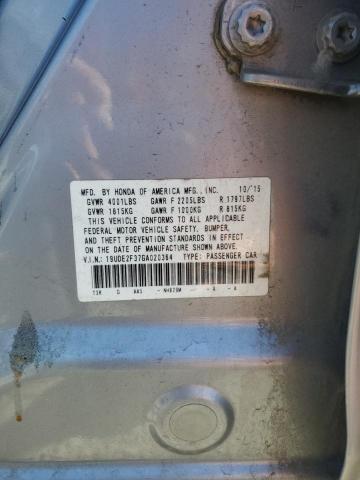 MFD. BY HONDA OF AMERICA MFG., INC. 10/15
GVWR 4001LBS GAWR F 2205LBS R 1797LBS
GVWR 1815KG GAWR F 1000KG R 815KG
THIS VEHICLE CONFORMS TO ALL APPLICABLE
FEDERAL MOTOR VEHICLE SAFETY, BUMPER,
AND THEFT PREVENTION STANDARDS IN EFFECT
ON THE DATE OF MANUFACTURE SHOWN ABOVE.
V.I.N.: 19UDE2F37GA020364 TYPE: PASSENGER CAR